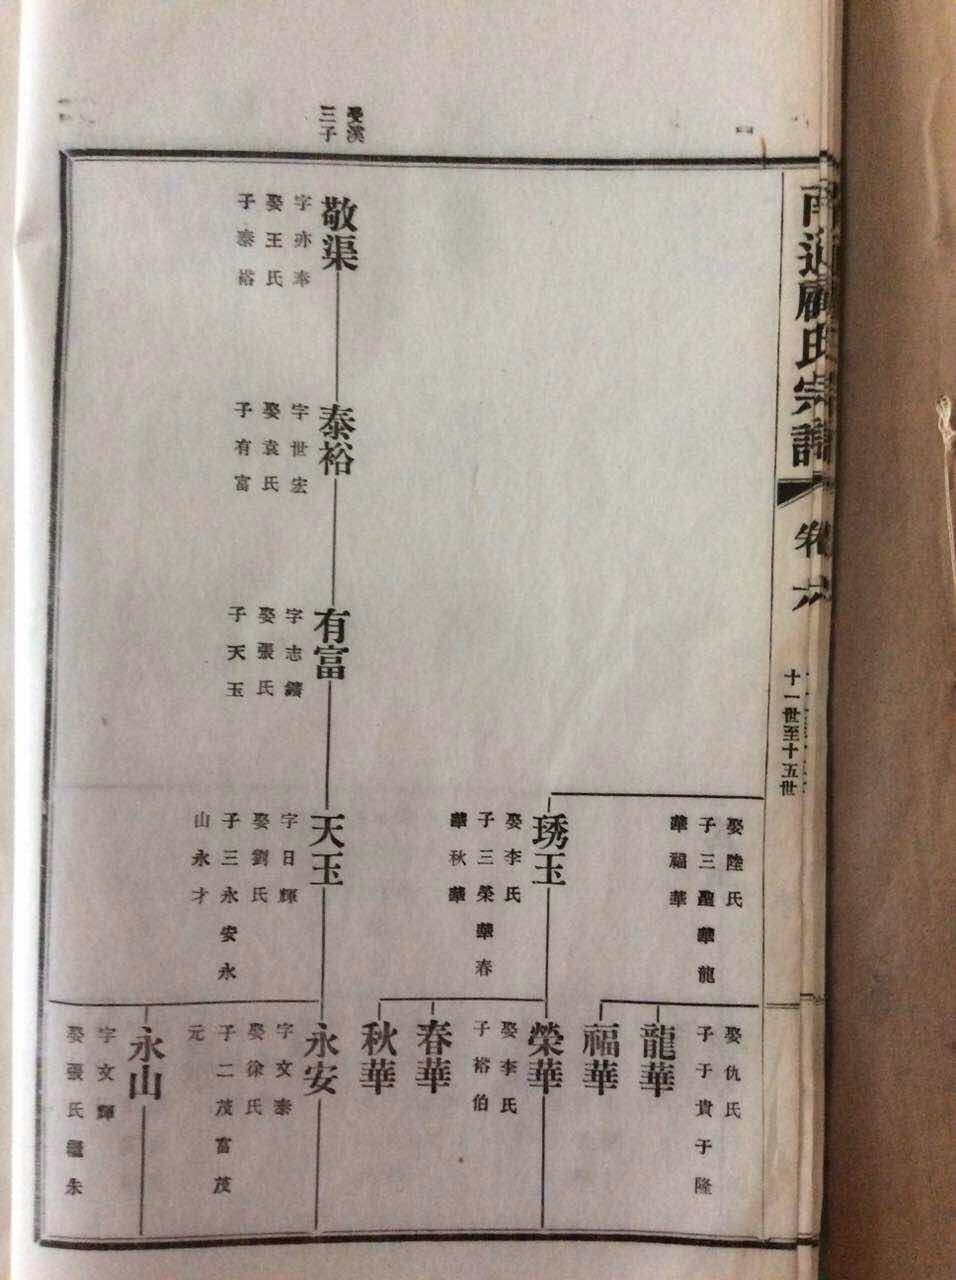 南通顧氏宗譜
卷六
十一世至十五世
娶陸氏
子三聖華龍
華福華
琇玉
娶李氏
子三榮華春
華秋華
娶仇氏
子于貴于隆
龍華
福華
榮華
娶李氏
子裕伯
春華
秋華
受漢
三子
敬渠
字亦奉
娶王氏
子泰裕
泰裕
字世宏
娶袁氏
子有富
有富
字志鑛
娶張氏
子天玉
天玉
字日輝
娶劉氏
子三永安永
山永才
永安
字文泰
娶徐氏
子二茂富茂
元
永山
字文輝
娶張氏繼朱